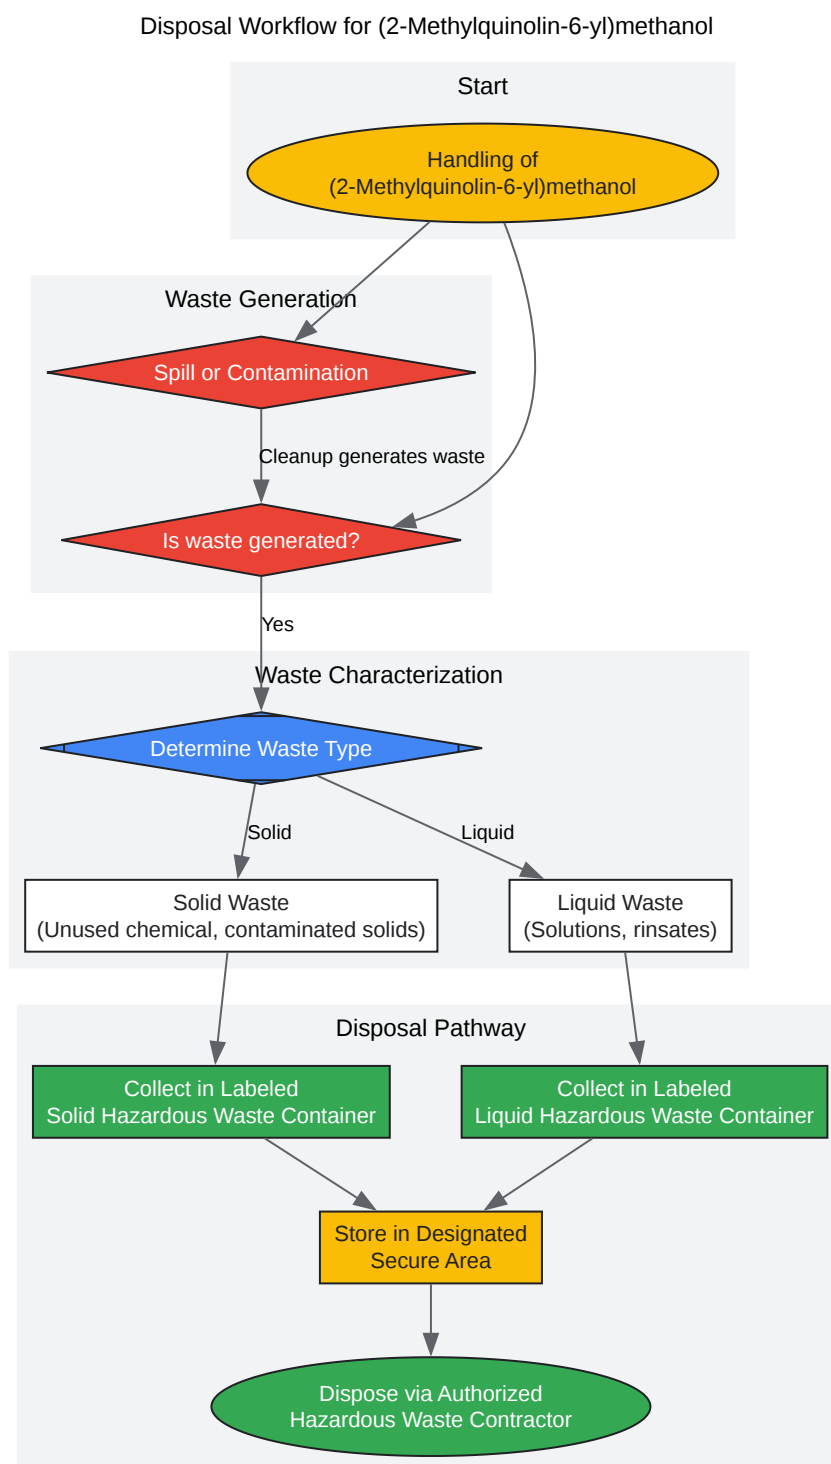 Disposal Workflow for (2-Methylquinolin-6-yl)methanol
Start
Handling of
(2-Methylquinolin-6-yl)methanol
Waste Generation
Spill or Contamination
Cleanup generates waste
Is waste generated?
Yes
Waste Characterization
Determine Waste Type
Solid
Liquid
Solid Waste
(Unused chemical, contaminated solids)
Liquid Waste
(Solutions, rinsates)
Disposal Pathway
Collect in Labeled
Solid Hazardous Waste Container
Collect in Labeled
Liquid Hazardous Waste Container
Store in Designated
Secure Area
Dispose via Authorized
Hazardous Waste Contractor